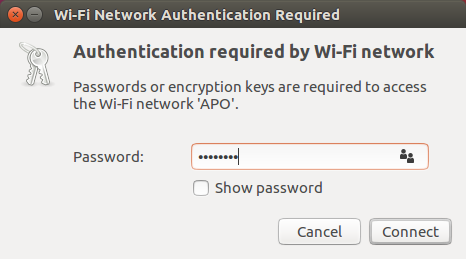 Wi-Fi Network Authentication Required
Authentication required by Wi-Fi network
Passwords or encryption keys are required to access
the Wi-Fi network 'APO'.
Password: ••••••••
Show password
Cancel Connect